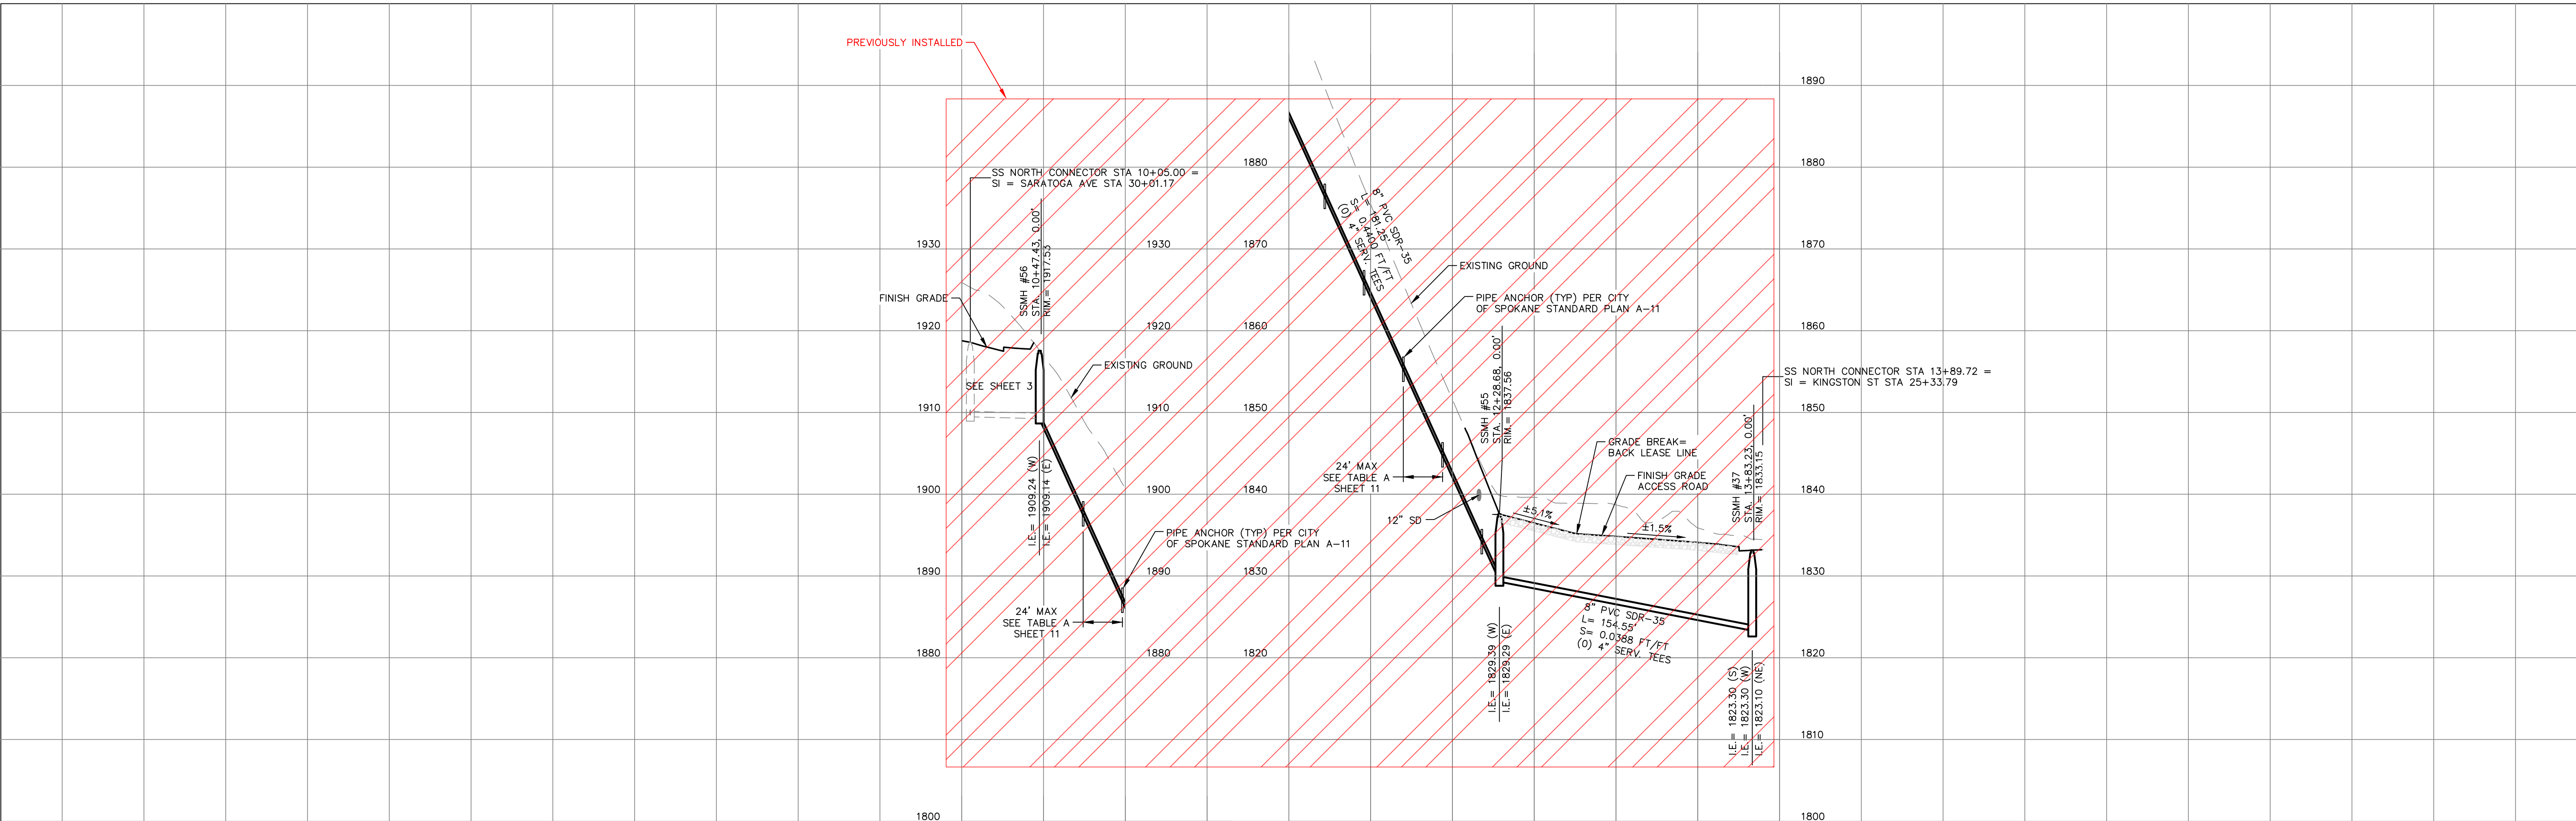 PREVIOUSLY INSTALLED
SS NORTH CONNECTOR STA 10+05.00 =
SI = SARATOGA AVE STA 30+01.17
FINISH GRADE
SSMH #56
STA. 10+47.43, 0.00'
RIM.= 1917.53
SEE SHEET 3
EXISTING GROUND
I.E.= 1909.24 (W)
I.E.= 1909.14 (E)
PIPE ANCHOR (TYP) PER CITY
OF SPOKANE STANDARD PLAN A-11
24' MAX
SEE TABLE A
SHEET 11
1930
1920
1910
1900
1890
1880
1800
1930
1920
1910
1900
1890
1880
1880
1870
1860
1850
1840
1830
1820
8" PVC SDR-35
L= 181.25'
S= 0.4400 FT/FT
(0) 4" SERV. TEES
EXISTING GROUND
PIPE ANCHOR (TYP) PER CITY
OF SPOKANE STANDARD PLAN A-11
24' MAX
SEE TABLE A
SHEET 11
12" SD
SSMH #55
STA. 12+28.68, 0.00'
RIM.= 1837.56
±5.1%
GRADE BREAK=
BACK LEASE LINE
FINISH GRADE
ACCESS ROAD
±1.5%
I.E.= 1829.39 (W)
I.E.= 1829.29 (E)
8" PVC SDR-35
L= 154.55'
S= 0.0388 FT/FT
(0) 4" SERV. TEES
SSMH #37
STA. 13+83.23, 0.00'
RIM.= 1833.15
SS NORTH CONNECTOR STA 13+89.72 =
SI = KINGSTON ST STA 25+33.79
I.E.= 1823.30 (S)
I.E.= 1823.30 (W)
I.E.= 1823.10 (NE)
1890
1880
1870
1860
1850
1840
1830
1820
1810
1800